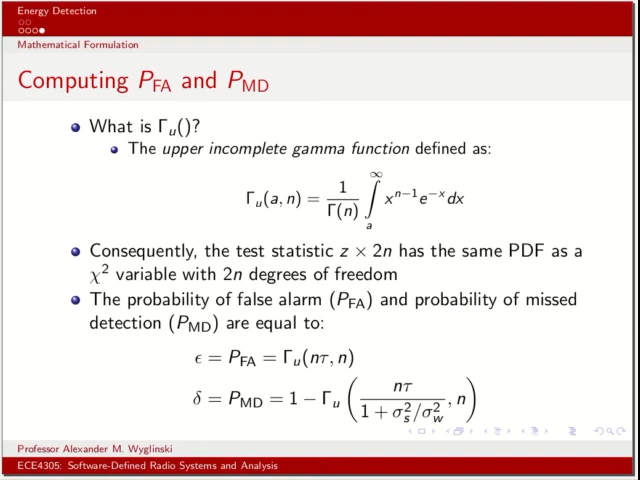 Energy Detection
Mathematical Formulation
Computing P_FA and P_MD
What is Γ_u()?
The upper incomplete gamma function defined as:
Γ_u(a, n) = 1/Γ(n) ∫_a^∞ x^{n−1} e^{−x} dx
Consequently, the test statistic z × 2n has the same PDF as a
χ² variable with 2n degrees of freedom
The probability of false alarm (P_FA) and probability of missed
detection (P_MD) are equal to:
ϵ = P_FA = Γ_u(nτ, n)
δ = P_MD = 1 − Γ_u (nτ / (1 + σ_s²/σ_w²), n)
Professor Alexander M. Wyglinski
ECE4305: Software-Defined Radio Systems and Analysis